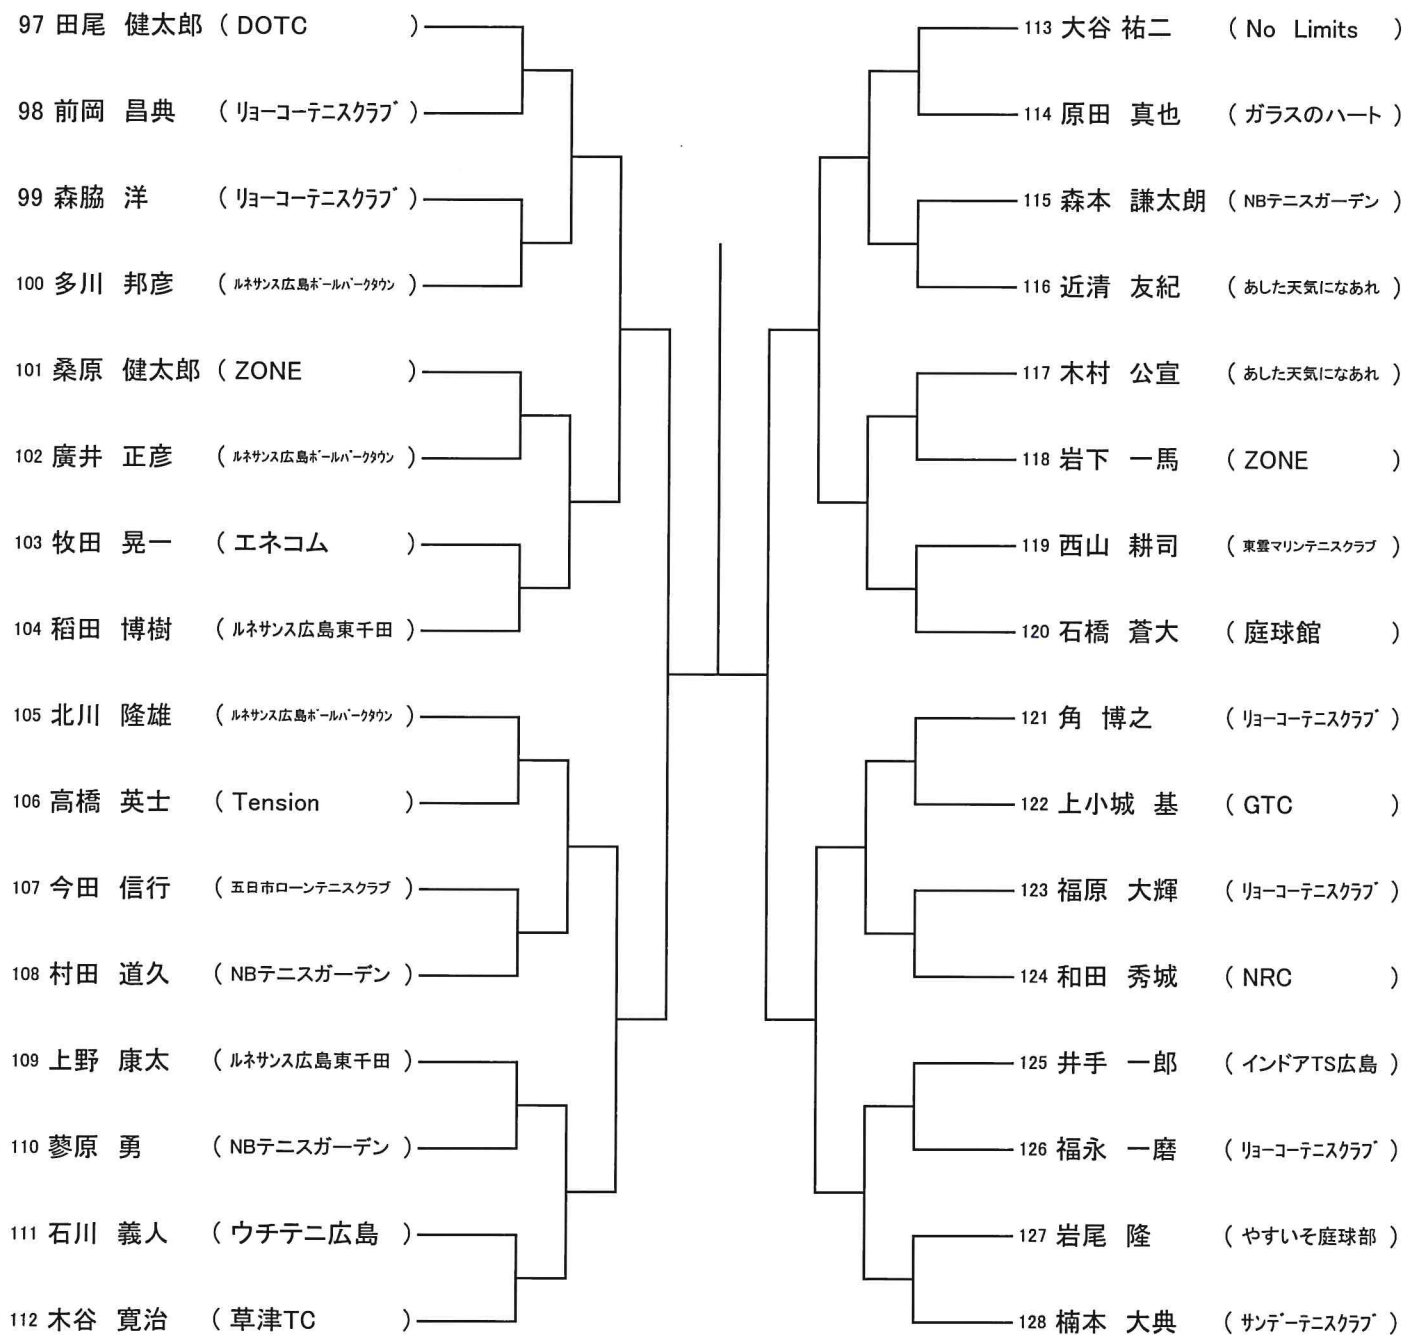 97 田尾 健太郎 ( DOTC )
98 前岡 昌典 ( ﾘｮｰｺｰﾃﾆｽｸﾗﾌﾞ )
99 森脇 洋 ( ﾘｮｰｺｰﾃﾆｽｸﾗﾌﾞ )
100 多川 邦彦 ( ﾙﾈｻﾝｽ広島ﾎﾞｰﾙﾊﾟｰｸﾀｳﾝ )
101 桑原 健太郎 ( ZONE )
102 廣井 正彦 ( ﾙﾈｻﾝｽ広島ﾎﾞｰﾙﾊﾟｰｸﾀｳﾝ )
103 牧田 晃一 ( エネコム )
104 稻田 博樹 ( ルネサンス広島東千田 )
105 北川 隆雄 ( ﾙﾈｻﾝｽ広島ﾎﾞｰﾙﾊﾟｰｸﾀｳﾝ )
106 高橋 英士 ( Tension )
107 今田 信行 ( 五日市ローンテニスクラブ )
108 村田 道久 ( NBテニスガーデン )
109 上野 康太 ( ルネサンス広島東千田 )
110 蓼原 勇 ( NBテニスガーデン )
111 石川 義人 ( ウチテニ広島 )
112 木谷 寛治 ( 草津TC )
113 大谷 祐二 ( No Limits )
114 原田 真也 ( ガラスのハート )
115 森本 謙太朗 ( NBテニスガーデン )
116 近清 友紀 ( あした天気になあれ )
117 木村 公宣 ( あした天気になあれ )
118 岩下 一馬 ( ZONE )
119 西山 耕司 ( 東雲マリンテニスクラブ )
120 石橋 蒼大 ( 庭球館 )
121 角 博之 ( ﾘｮｰｺｰﾃﾆｽｸﾗﾌﾞ )
122 上小城 基 ( GTC )
123 福原 大輝 ( ﾘｮｰｺｰﾃﾆｽｸﾗﾌﾞ )
124 和田 秀城 ( NRC )
125 井手 一郎 ( インドアTS広島 )
126 福永 一磨 ( ﾘｮｰｺｰﾃﾆｽｸﾗﾌﾞ )
127 岩尾 隆 ( やすいそ庭球部 )
128 楠本 大典 ( ｻﾝﾃﾞｰﾃﾆｽｸﾗﾌﾞ )